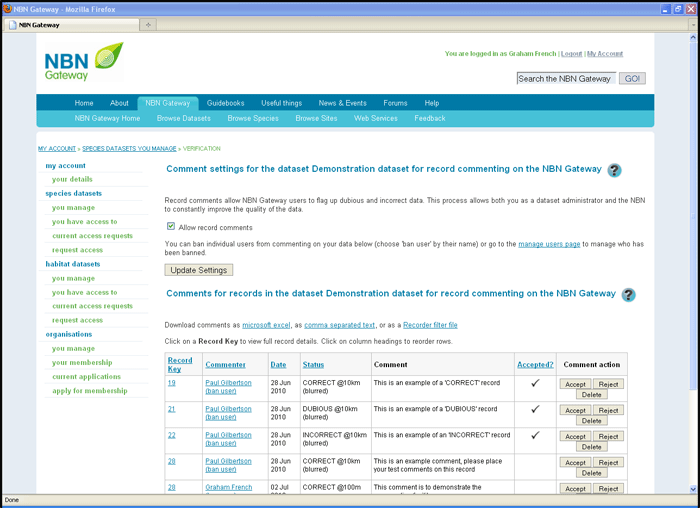 NBN Gateway - Mozilla Firefox
NBN Gateway
NBN
Gateway
You are logged in as Graham French | Logout | My Account
Search the NBN Gateway GO!
Home About NBN Gateway Guidebooks Useful things News & Events Forums Help
NBN Gateway Home Browse Datasets Browse Species Browse Sites Web Services Feedback
MY ACCOUNT » SPECIES DATASETS YOU MANAGE » VERIFICATION
my account
your details
species datasets
you manage
you have access to
current access requests
request access
habitat datasets
you manage
you have access to
current access requests
request access
organisations
you manage
your membership
current applications
apply for membership
Comment settings for the dataset Demonstration dataset for record commenting on the NBN Gateway ?
Record comments allow NBN Gateway users to flag up dubious and incorrect data. This process allows both you as a dataset administrator and the NBN
to constantly improve the quality of the data.
Allow record comments
You can ban individual users from commenting on your data below (choose 'ban user' by their name) or go to the manage users page to manage who has
been banned.
Update Settings
Comments for records in the dataset Demonstration dataset for record commenting on the NBN Gateway ?
Download comments as microsoft excel, as comma separated text, or as a Recorder filter file
Click on a Record Key to view full record details. Click on column headings to reorder rows.
Record Key Commenter Date Status Comment Accepted? Comment action
19 Paul Gilbertson (ban user) 28 Jun 2010 CORRECT @10km (blurred) This is an example of a 'CORRECT' record ✓ Accept Reject Delete
21 Paul Gilbertson (ban user) 28 Jun 2010 DUBIOUS @10km (blurred) This is an example of a 'DUBIOUS' record ✓ Accept Reject Delete
22 Paul Gilbertson (ban user) 28 Jun 2010 INCORRECT @10km (blurred) This is an example of an 'INCORRECT' record ✓ Accept Reject Delete
28 Paul Gilbertson (ban user) 28 Jun 2010 CORRECT @10km (blurred) This is an example comment, please place your test comments on this record Accept Reject Delete
28 Graham French 02 Jul CORRECT @100m This comment is to demonstrate the Accept Reject
Done